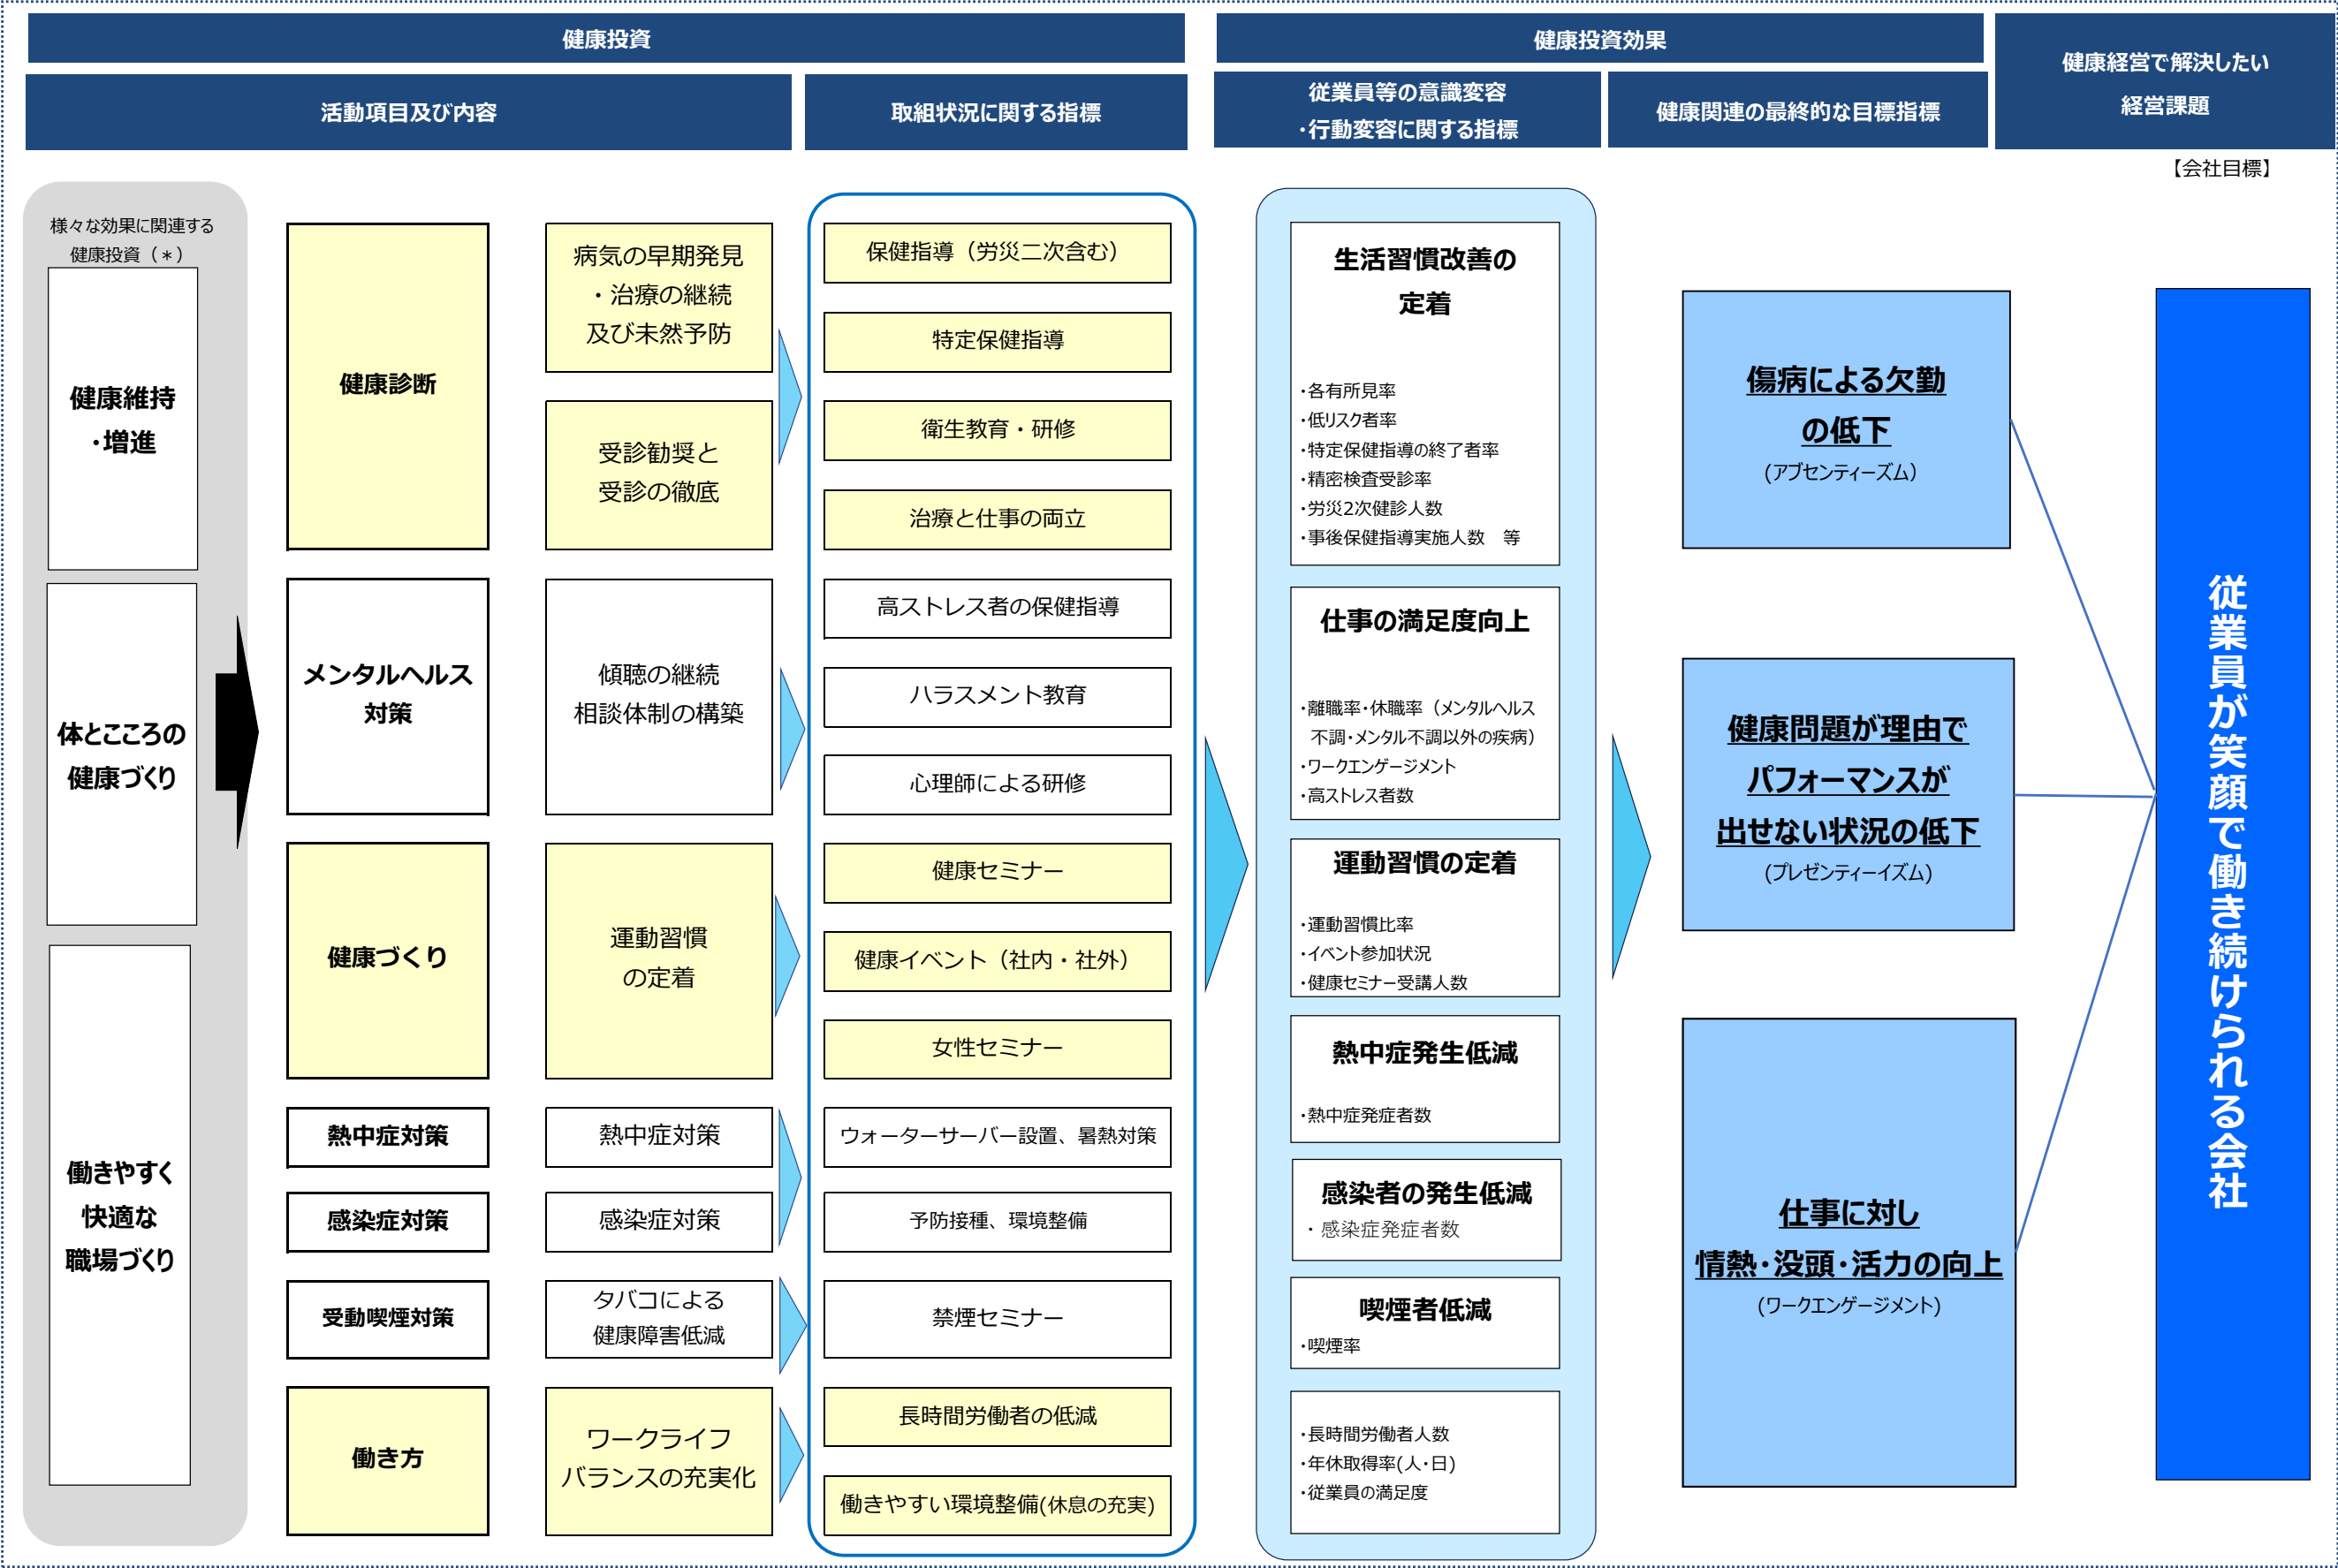 健康投資
健康投資効果
健康経営で解決したい
経営課題
活動項目及び内容
取組状況に関する指標
従業員等の意識変容
・行動変容に関する指標
健康関連の最終的な目標指標
【会社目標】
様々な効果に関連する
健康投資（＊）
健康維持
・増進
体とこころの
健康づくり
働きやすく
快適な
職場づくり
健康診断
メンタルヘルス
対策
健康づくり
熱中症対策
感染症対策
受動喫煙対策
働き方
病気の早期発見
・治療の継続
及び未然予防
受診勧奨と
受診の徹底
傾聴の継続
相談体制の構築
運動習慣
の定着
熱中症対策
感染症対策
タバコによる
健康障害低減
ワークライフ
バランスの充実化
保健指導（労災二次含む）
特定保健指導
衛生教育・研修
治療と仕事の両立
高ストレス者の保健指導
ハラスメント教育
心理師による研修
健康セミナー
健康イベント（社内・社外）
女性セミナー
ウォーターサーバー設置、暑熱対策
予防接種、環境整備
禁煙セミナー
長時間労働者の低減
働きやすい環境整備(休息の充実)
生活習慣改善の
定着
・各有所見率
・低リスク者率
・特定保健指導の終了者率
・精密検査受診率
・労災2次健診人数
・事後保健指導実施人数　等
仕事の満足度向上
・離職率・休職率（メンタルヘルス
不調・メンタル不調以外の疾病）
・ワークエンゲージメント
・高ストレス者数
運動習慣の定着
・運動習慣比率
・イベント参加状況
・健康セミナー受講人数
熱中症発生低減
・熱中症発症者数
感染者の発生低減
・感染症発症者数
喫煙者低減
・喫煙率
・長時間労働者人数
・年休取得率(人・日)
・従業員の満足度
傷病による欠勤
の低下
(アブセンティーズム）
健康問題が理由で
パフォーマンスが
出せない状況の低下
(プレゼンティーイズム)
仕事に対し
情熱・没頭・活力の向上
(ワークエンゲージメント)
従業員が笑顔で働き続けられる会社